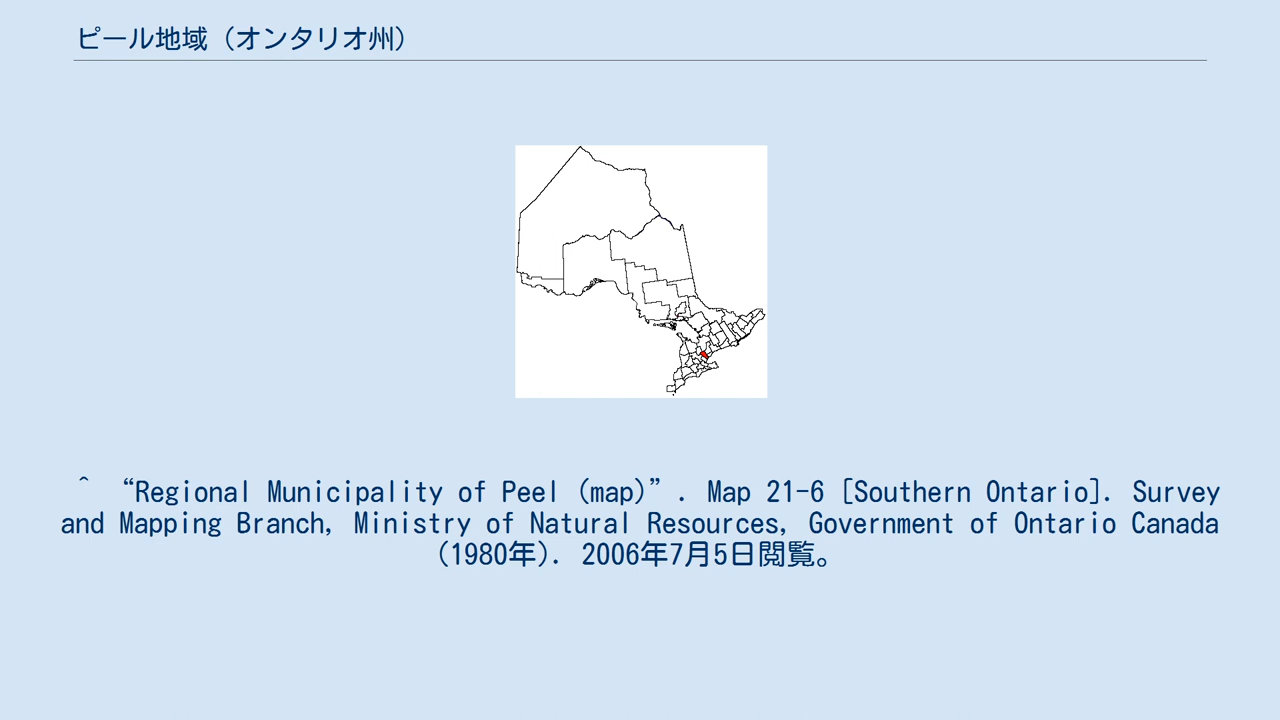 ピール地域（オンタリオ州）
^ “Regional Municipality of Peel (map)”. Map 21-6 [Southern Ontario]. Survey
and Mapping Branch, Ministry of Natural Resources, Government of Ontario Canada
(1980年). 2006年7月5日閲覧。